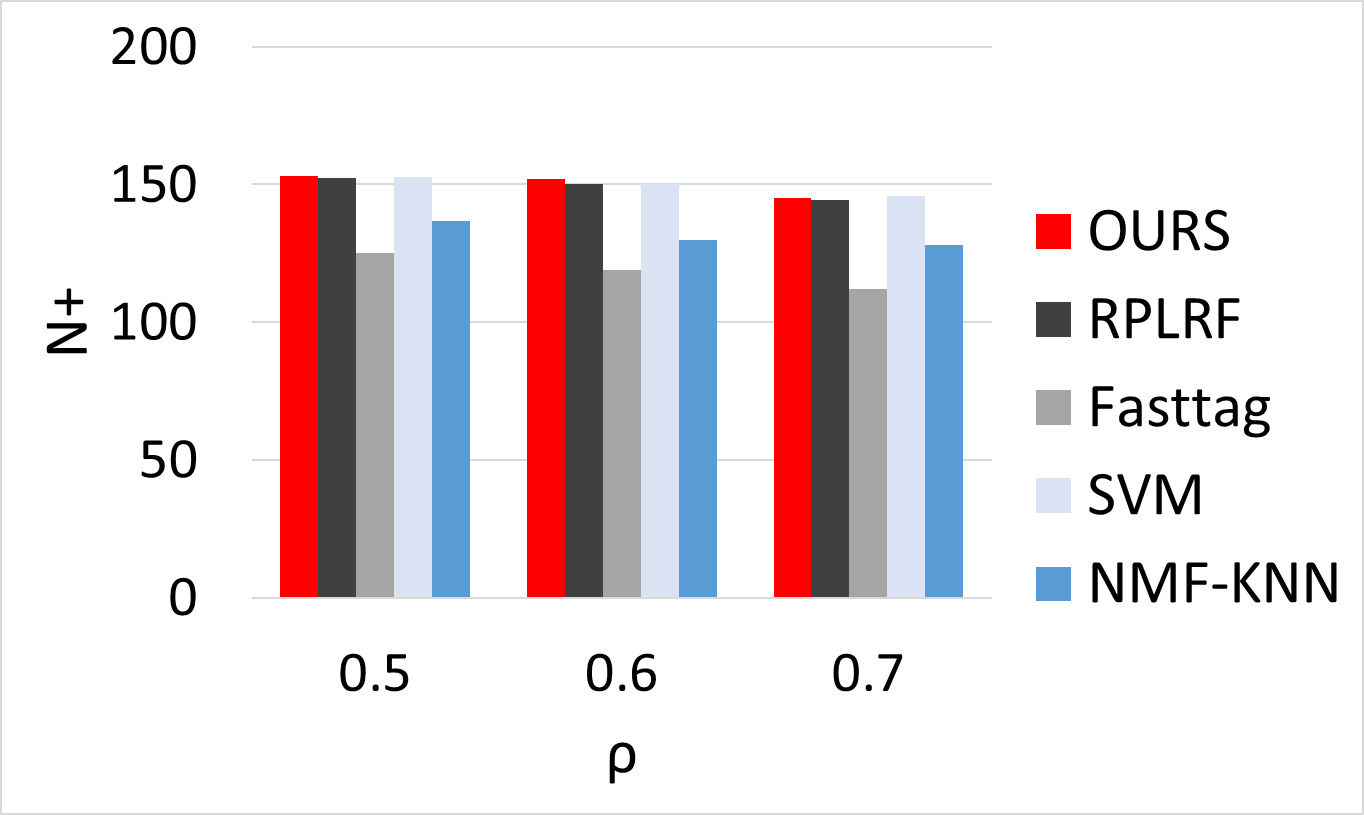 200
150
100
50
0
N+
0.5 0.6 0.7
ρ
OURS
RPLRF
Fasttag
SVM
NMF-KNN